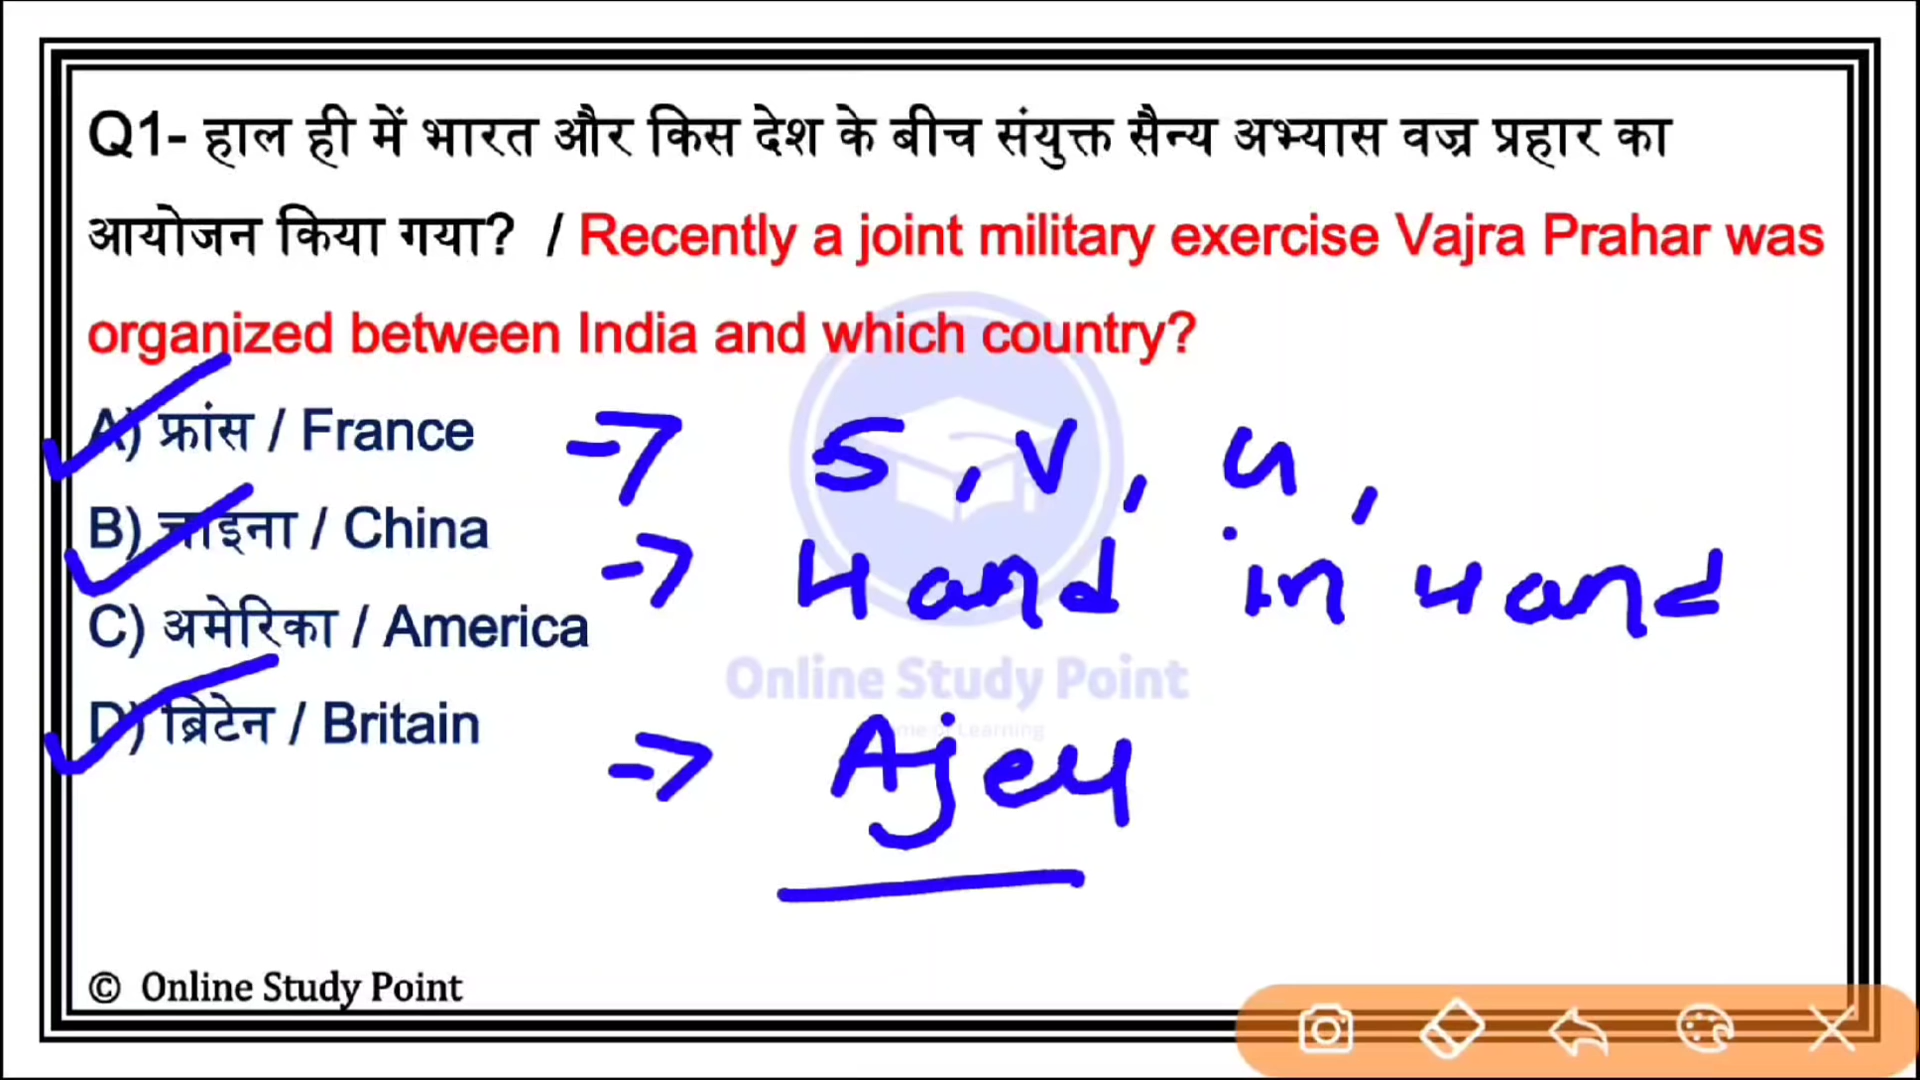 Q1- हाल ही में भारत और किस देश के बीच संयुक्त सैन्य अभ्यास वज्र प्रहार का
आयोजन किया गया? / Recently a joint military exercise Vajra Prahar was
organized between India and which country?
A) फ्रांस / France
S, V,
B) चाइना / China
Hand in Hand
C) अमेरिका / America
Online Study Point
D) ब्रिटेन / Britain
© Online Study Point